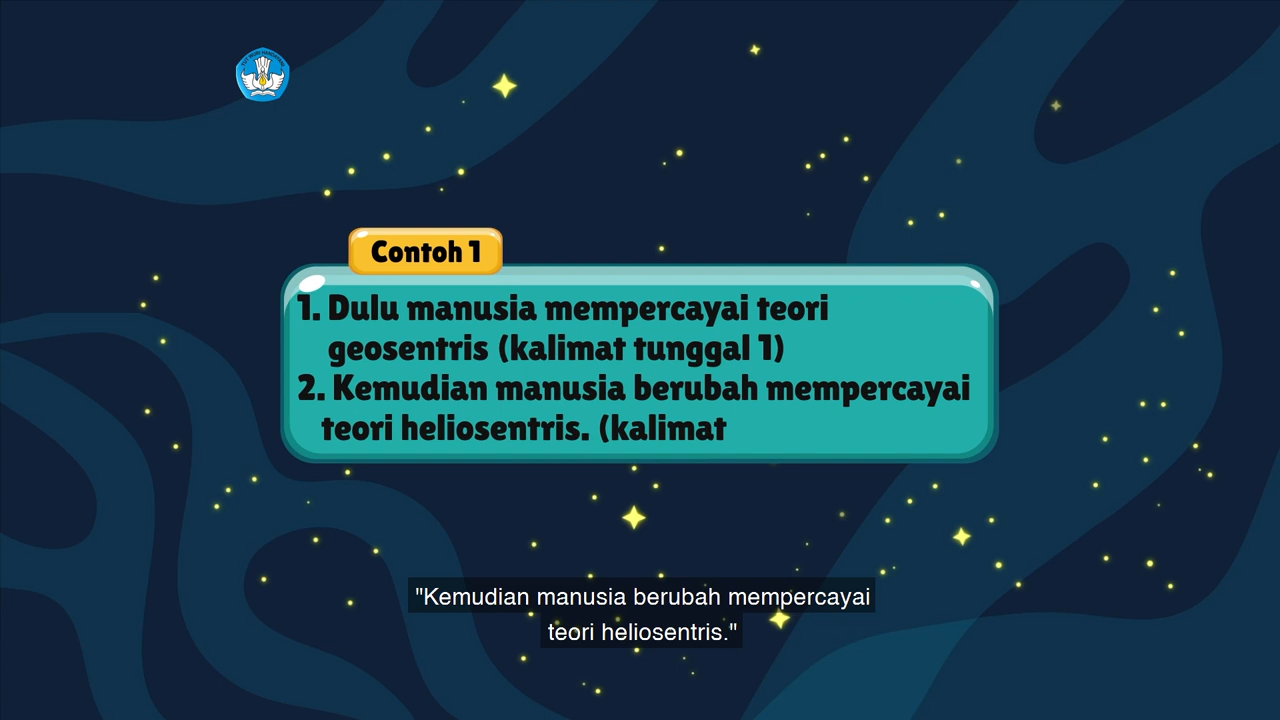 Contoh 1
1. Dulu manusia mempercayai teori
geosentris (kalimat tunggal 1)
2. Kemudian manusia berubah mempercayai
teori heliosentris. (kalimat
"Kemudian manusia berubah mempercayai
teori heliosentris."